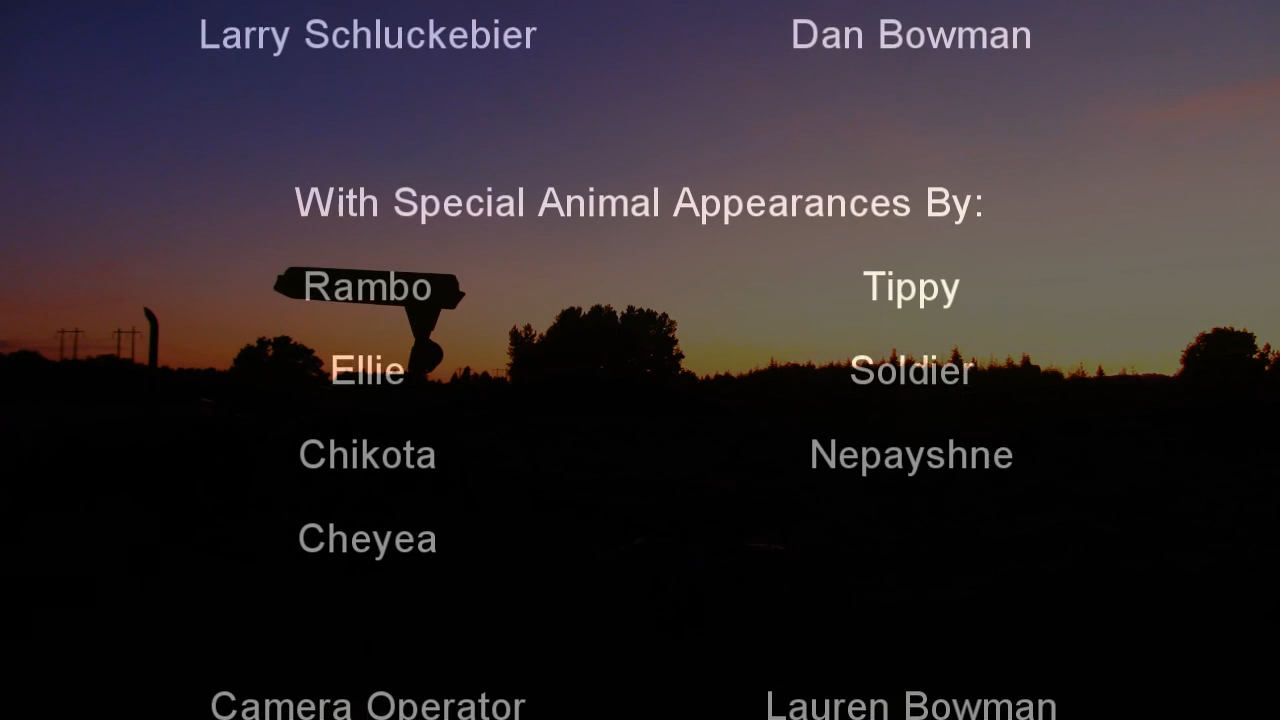 Larry Schluckebier Dan Bowman
With Special Animal Appearances By:
Rambo Tippy
Ellie Soldier
Chikota Nepayshne
Cheyea
Camera Operator Lauren Bowman